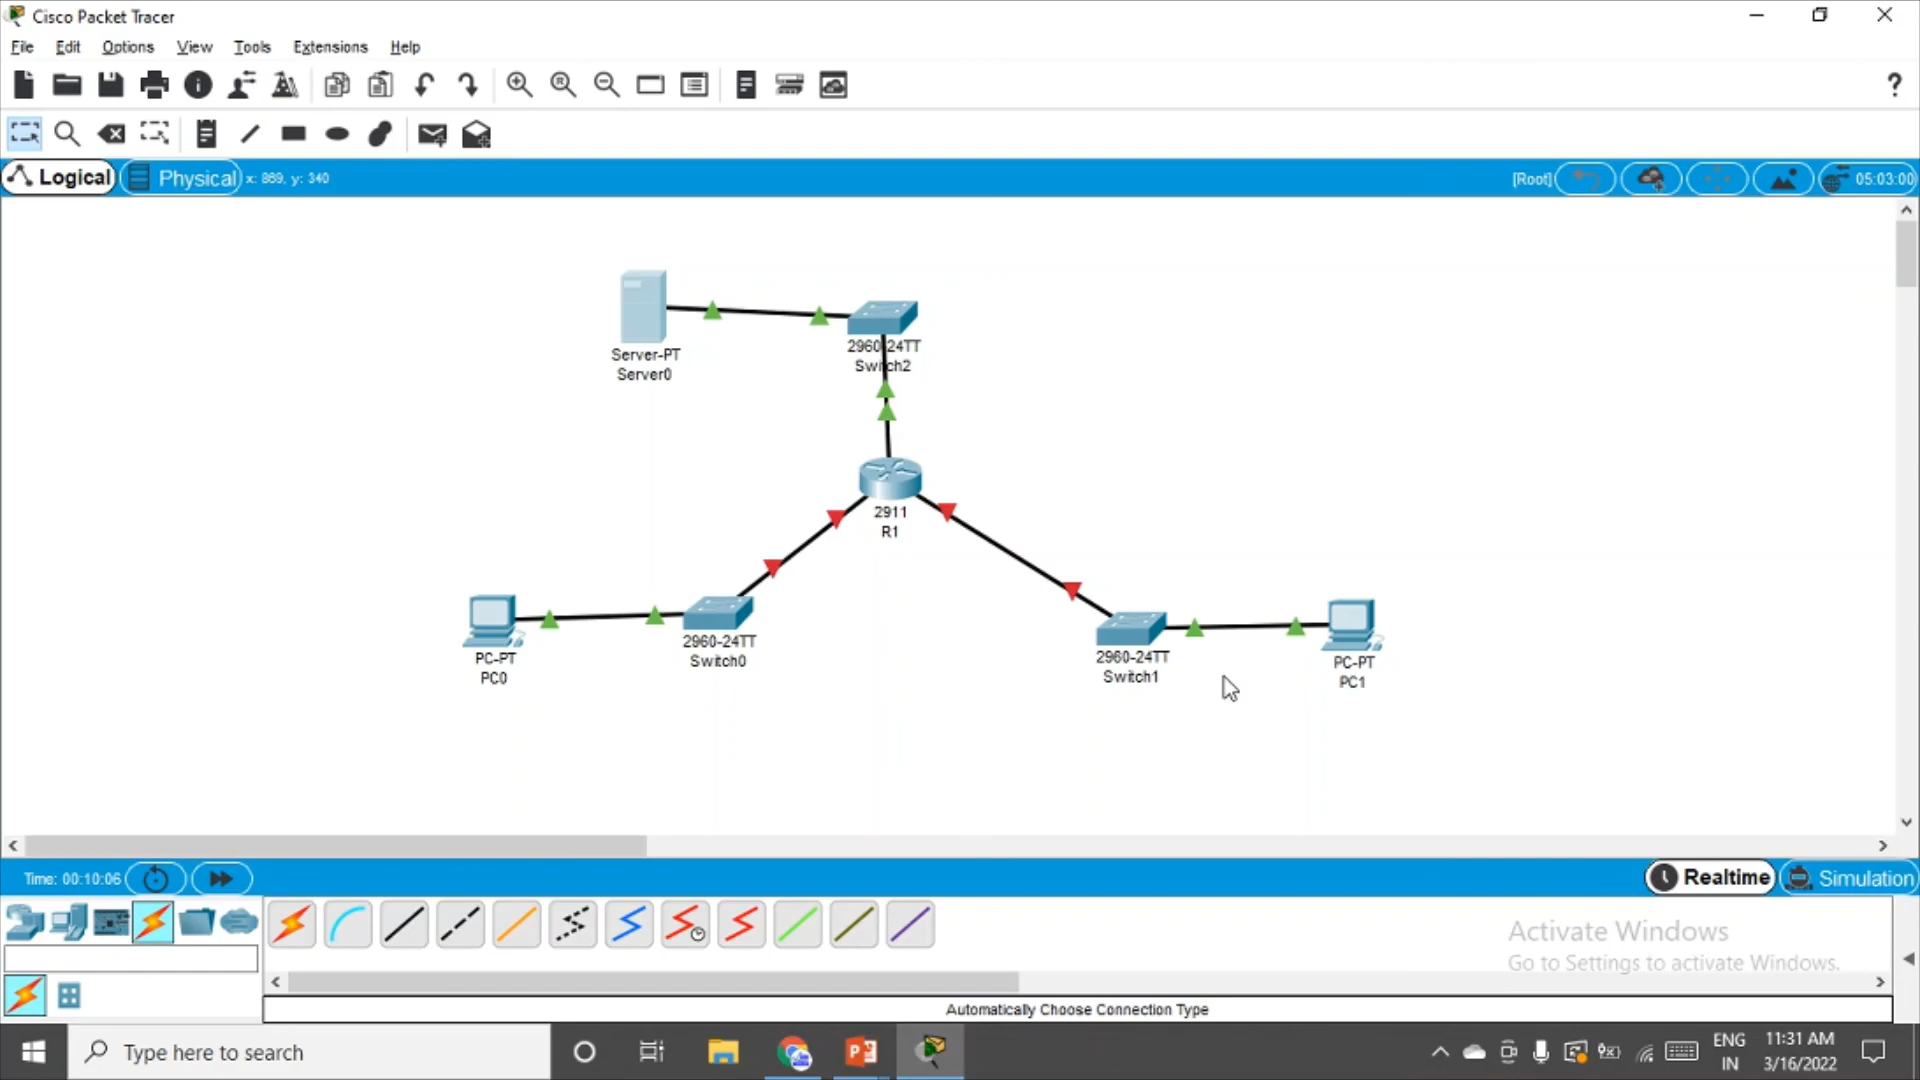 Cisco Packet Tracer
File Edit Options View Tools Extensions Help
?
Logical Physical x: 869, y: 340 [Root] 05:03:00
Server-PT
Server0
2960-24TT
Switch2
2911
R1
PC-PT
PC0
2960-24TT
Switch0
2960-24TT
Switch1
PC-PT
PC1
Time: 00:10:06 Realtime Simulation
Activate Windows
Go to Settings to activate Windows.
Automatically Choose Connection Type
Type here to search
ENG
IN
11:31 AM
3/16/2022